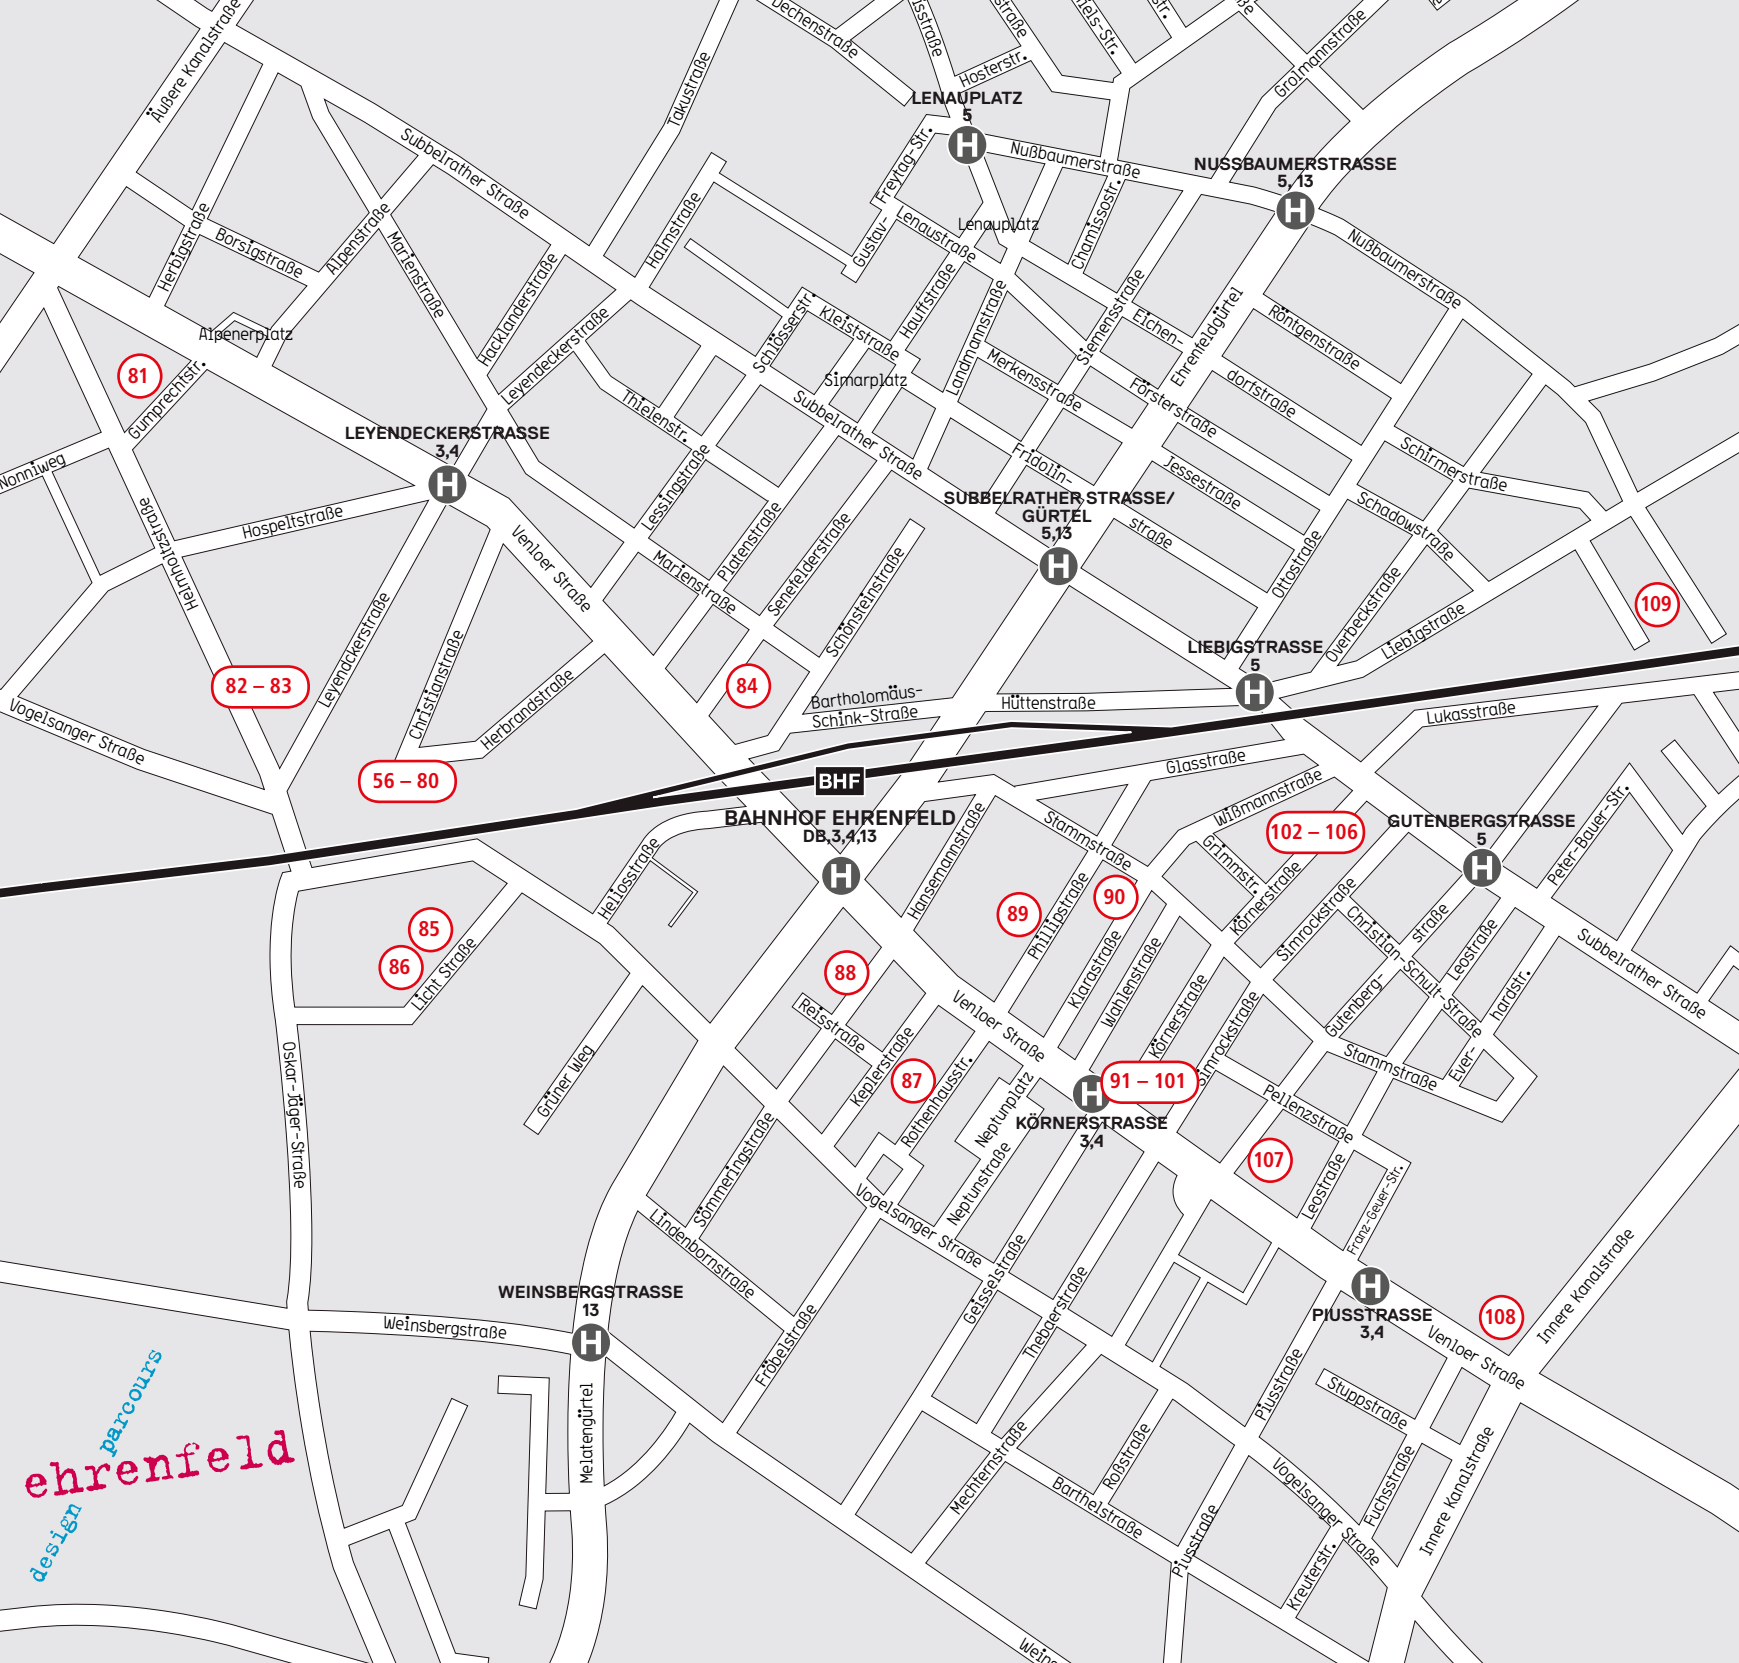 Äußere Kanalstraße
Dechenstraße
Hosterstr.
Grolmannstraße
Takustraße
LENAUPLATZ
5
H
Nußbaumerstraße
NUSSBAUMERSTRASSE
5, 13
H
Subbelrather Straße
Gustav-
Freytag-Str.
Lenauplatz
Chamissostr.
Nußbaumerstraße
Herbigstraße
Borsigstraße
Alpenstraße
Marienstraße
Halmstraße
Lenaustraße
Hacklanderstraße
Hauffstraße
Landmannstraße
Siemensstraße
Eichen-
dorfstraße
Ehrenfeldgürtel
Röntgenstraße
Alpenerplatz
Leyendeckerstraße
Schlösserstr.
Kleiststraße
Simarplatz
Merkensstraße
Försterstraße
81
Gumprechtstr.
Thielenstr.
Subbelrather Straße
LEYENDECKERSTRASSE
3,4
H
Nonniweg
Fridolin-
straße
Jessestraße
Schirmerstraße
Schadowstraße
Helmholtzstraße
Hospeltstraße
Venloer Straße
Lessingstraße
Platenstraße
Senefelderstraße
Marienstraße
Schönsteinstraße
SUBBELRATHER STRASSE/
GÜRTEL
5,13
H
Ottostraße
Overbeckstraße
Liebigstraße
109
Leyendckerstraße
Christianstraße
Herbrandstraße
82 – 83
84
LIEBIGSTRASSE
5
H
Bartholomäus-
Schink-Straße
Hüttenstraße
Lukasstraße
Vogelsanger Straße
56 – 80
BHF
BAHNHOF EHRENFELD
DB,3,4,13
H
Glasstraße
Wißmannstraße
Stammstraße
102 – 106
GUTENBERGSTRASSE
5
H
Peter-Bauer-Str.
Heliosstraße
Hansemannstraße
Phillipstraße
Grimmstr.
Körnerstraße
Simrockstraße
Christian-Schult-Straße
Gutenberg-
straße
Leostraße
Ever-
hardstr.
Subbelrather Straße
85
86
Licht Straße
88
89
90
Klarastraße
Wahlenstraße
Körnerstraße
Simrockstraße
Stammstraße
Reisstraße
Venloer Straße
Keplerstraße
87
Rothenhausstr.
Neptunplatz
Neptunstraße
91 – 101
H
KÖRNERSTRASSE
3,4
Pellenzstraße
107
Leostraße
Franz-Geuer-Str.
Oskar-Jäger-Straße
Grüner Weg
Sömmeringstraße
Lindenbornstraße
Vogelsanger Straße
Geisselstraße
Thebaerstraße
Fröbelstraße
WEINSBERGSTRASSE
13
H
Weinsbergstraße
H
PIUSSTRASSE
3,4
108
Innere Kanalstraße
Venloer Straße
Melatengürtel
Piusstraße
Stuppstraße
Fuchsstraße
Innere Kanalstraße
Mechternstraße
Roßstraße
Barthelstraße
Vogelsanger Straße
Piusstraße
Kreuterstr.
design parcours
ehrenfeld